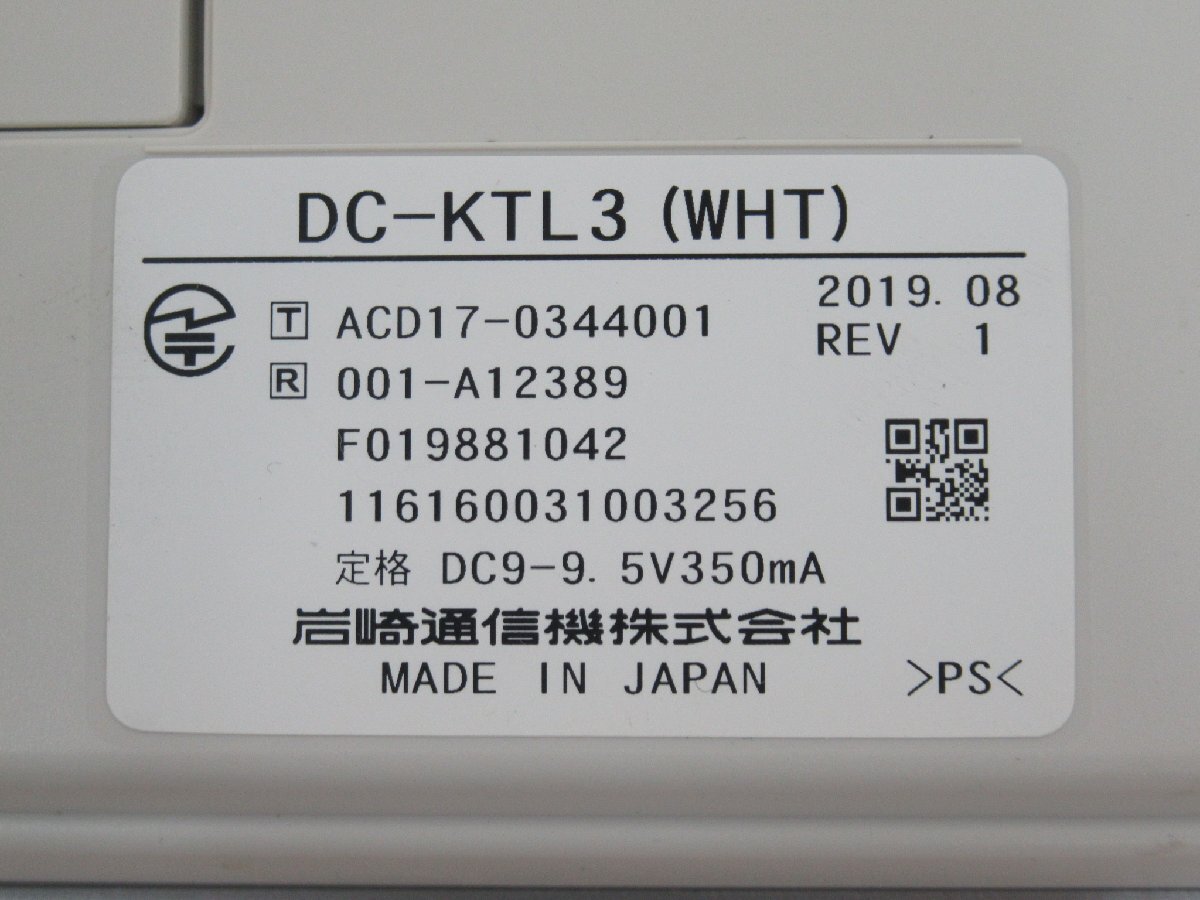 DC-KTL3 (WHT)
T ACD17-0344001
2019. 08
REV 1
R 001-A12389
F019881042
116160031003256
定格 DC9-9. 5V350mA
岩崎通信機株式会社
MADE IN JAPAN
>PS<